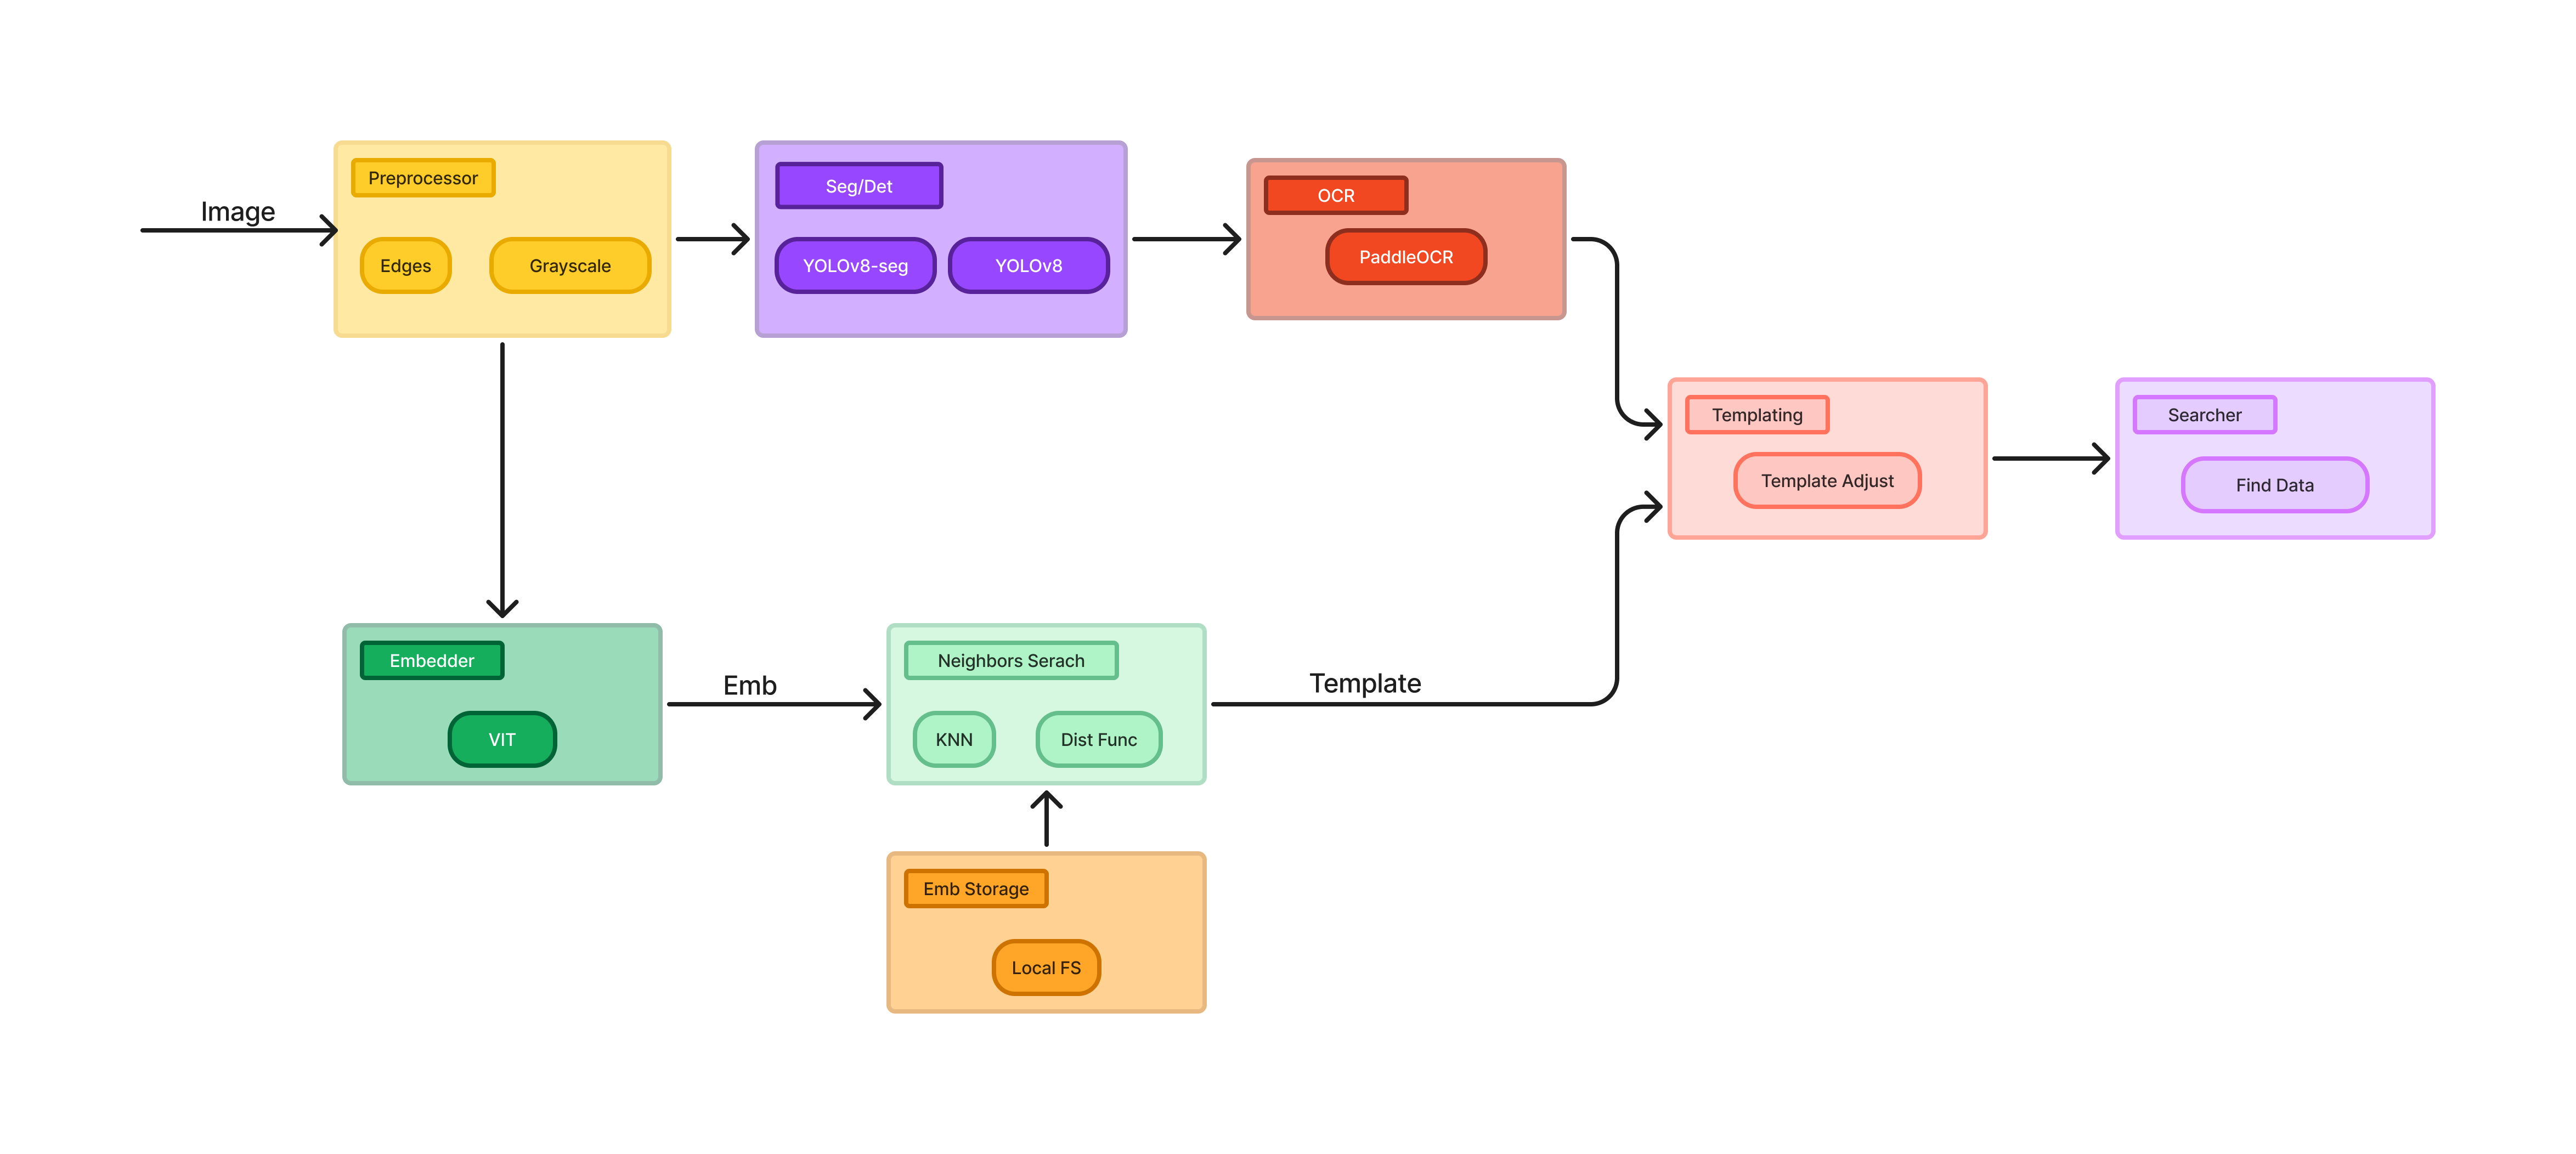 Image
Preprocessor
Edges
Grayscale
Seg/Det
YOLOv8-seg
YOLOv8
OCR
PaddleOCR
Templating
Template Adjust
Searcher
Find Data
Embedder
VIT
Emb
Neighbors Serach
KNN
Dist Func
Template
Emb Storage
Local FS